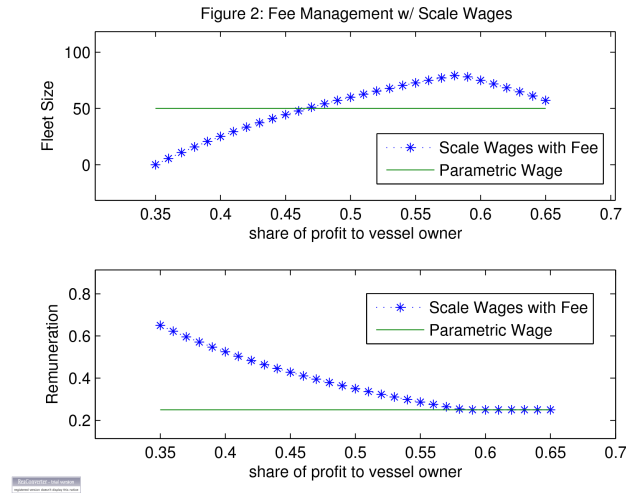 Figure 2: Fee Management w/ Scale Wages
100
50
0
Fleet Size
Scale Wages with Fee
Parametric Wage
0.35 0.4 0.45 0.5 0.55 0.6 0.65 0.7
share of profit to vessel owner
0.8
0.6
0.4
0.2
Remuneration
Scale Wages with Fee
Parametric Wage
0.35 0.4 0.45 0.5 0.55 0.6 0.65 0.7
share of profit to vessel owner